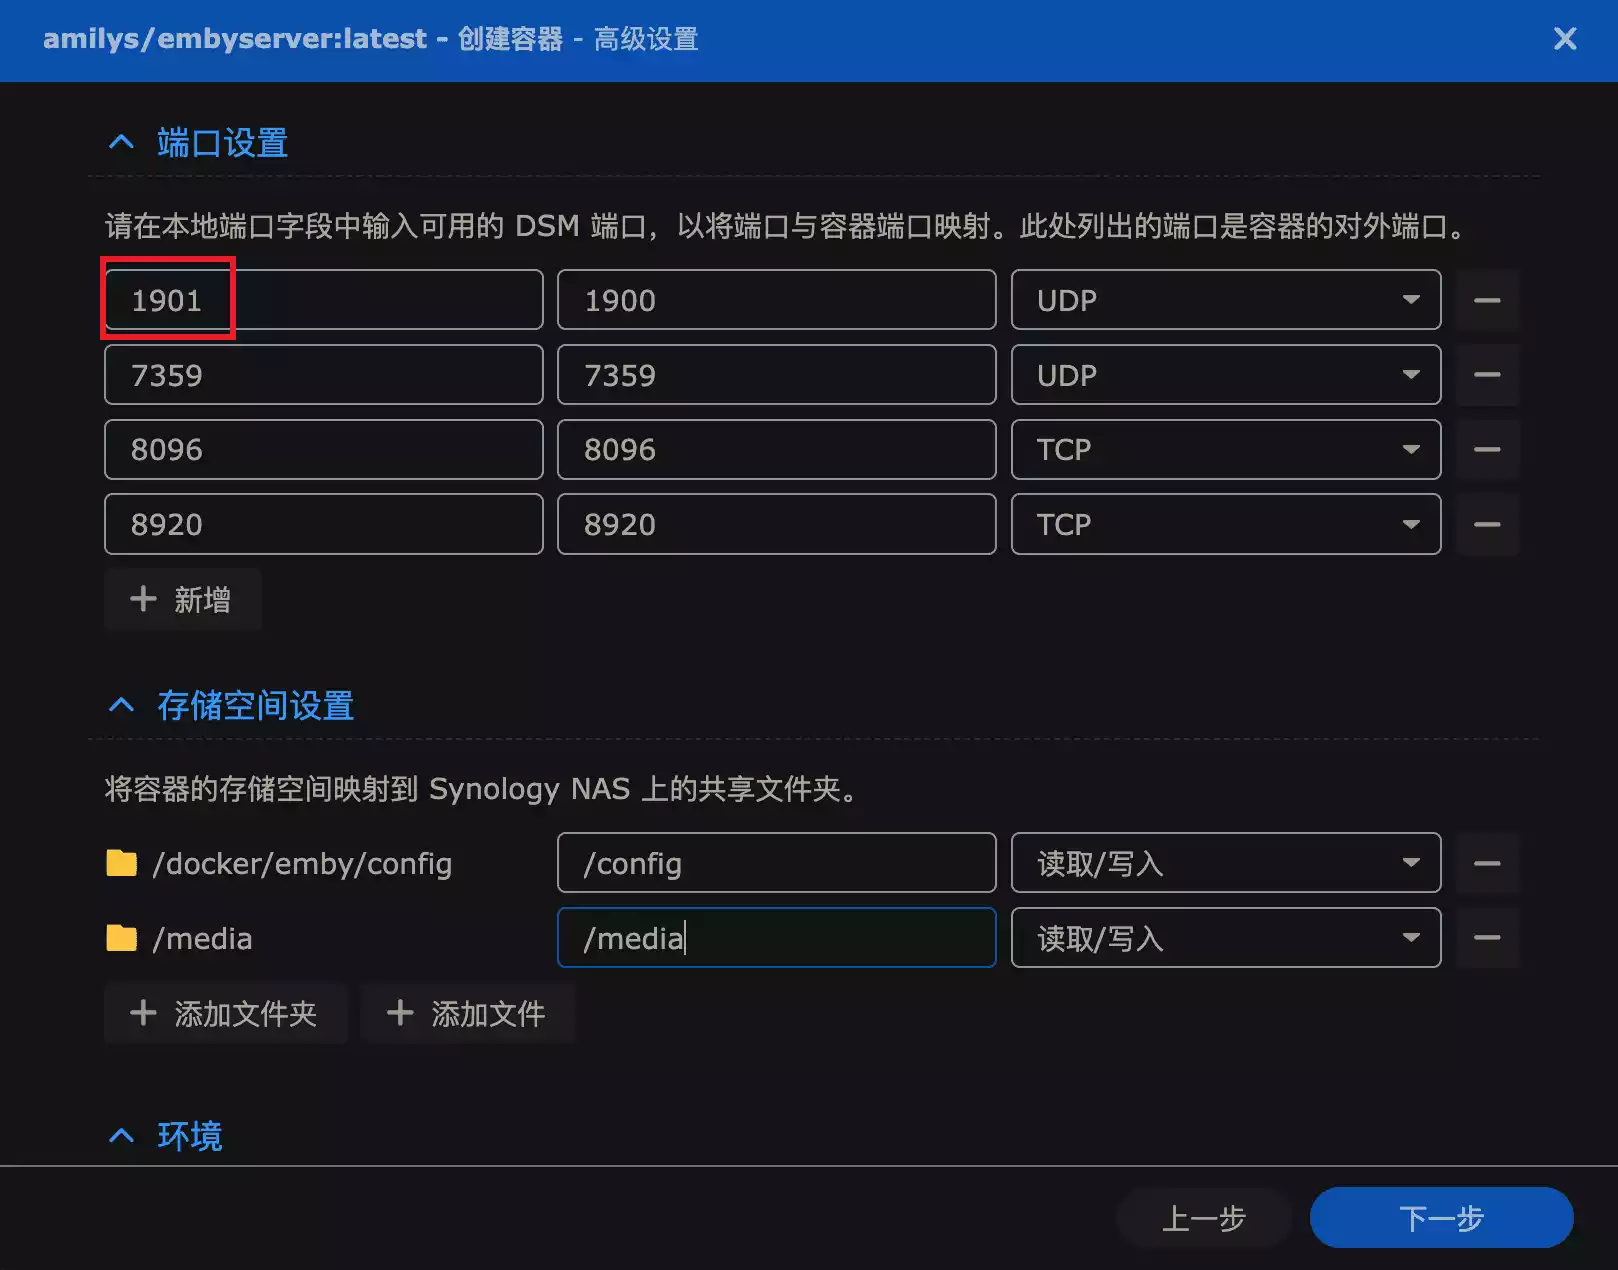 amilys/embyserver:latest - 创建容器 - 高级设置
端口设置
请在本地端口字段中输入可用的 DSM 端口，以将端口与容器端口映射。此处列出的端口是容器的对外端口。
1901 1900 UDP
7359 7359 UDP
8096 8096 TCP
8920 8920 TCP
新增
存储空间设置
将容器的存储空间映射到 Synology NAS 上的共享文件夹。
/docker/emby/config /config 读取/写入
/media /media 读取/写入
添加文件夹 添加文件
环境
上一步 下一步